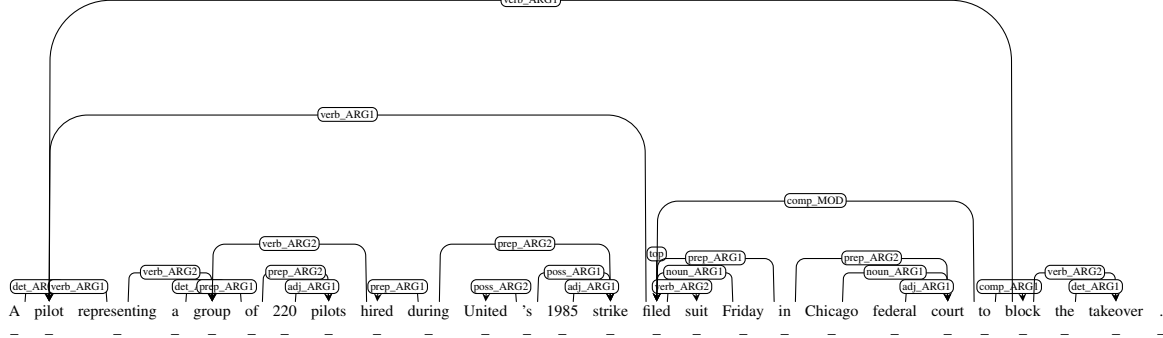 verb_ARG1
verb_ARG1
comp_MOD
verb_ARG2 prep_ARG2 top prep_ARG1 prep_ARG2
verb_ARG2 prep_ARG2 poss_ARG1 noun_ARG1 noun_ARG1 verb_ARG2
verb_ARG1 prep_ARG1 adj_ARG1 prep_ARG1 poss_ARG2 adj_ARG1 verb_ARG2 adj_ARG1 comp_ARG1 det_ARG1
A pilot representing a group of 220 pilots hired during United 's 1985 strike filed suit Friday in Chicago federal court to block the takeover .
_ _ _ _ _ _ _ _ _ _ _ _ _ _ _ _ _ _ _ _ _ _ _ _ _ _